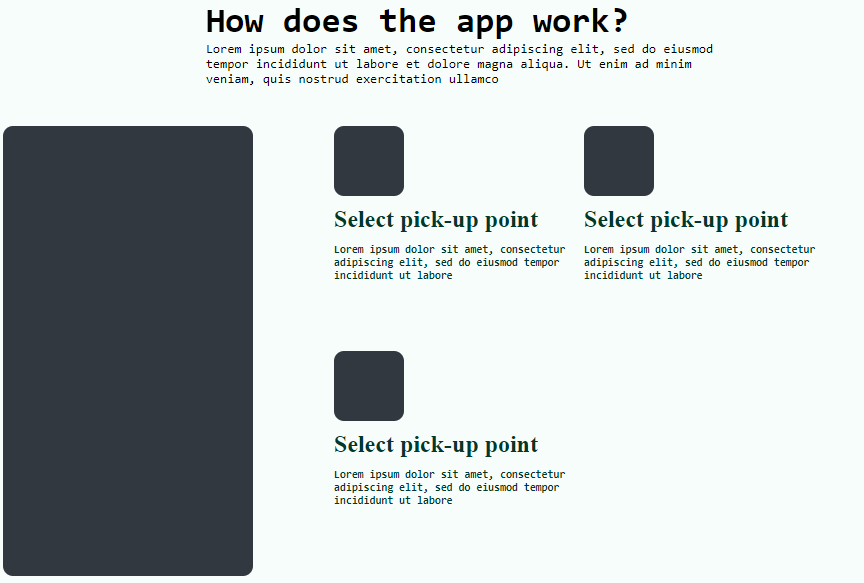 How does the app work?
Lorem ipsum dolor sit amet, consectetur adipiscing elit, sed do eiusmod
tempor incididunt ut labore et dolore magna aliqua. Ut enim ad minim
veniam, quis nostrud exercitation ullamco
Select pick-up point
Lorem ipsum dolor sit amet, consectetur
adipiscing elit, sed do eiusmod tempor
incididunt ut labore
Select pick-up point
Lorem ipsum dolor sit amet, consectetur
adipiscing elit, sed do eiusmod tempor
incididunt ut labore
Select pick-up point
Lorem ipsum dolor sit amet, consectetur
adipiscing elit, sed do eiusmod tempor
incididunt ut labore